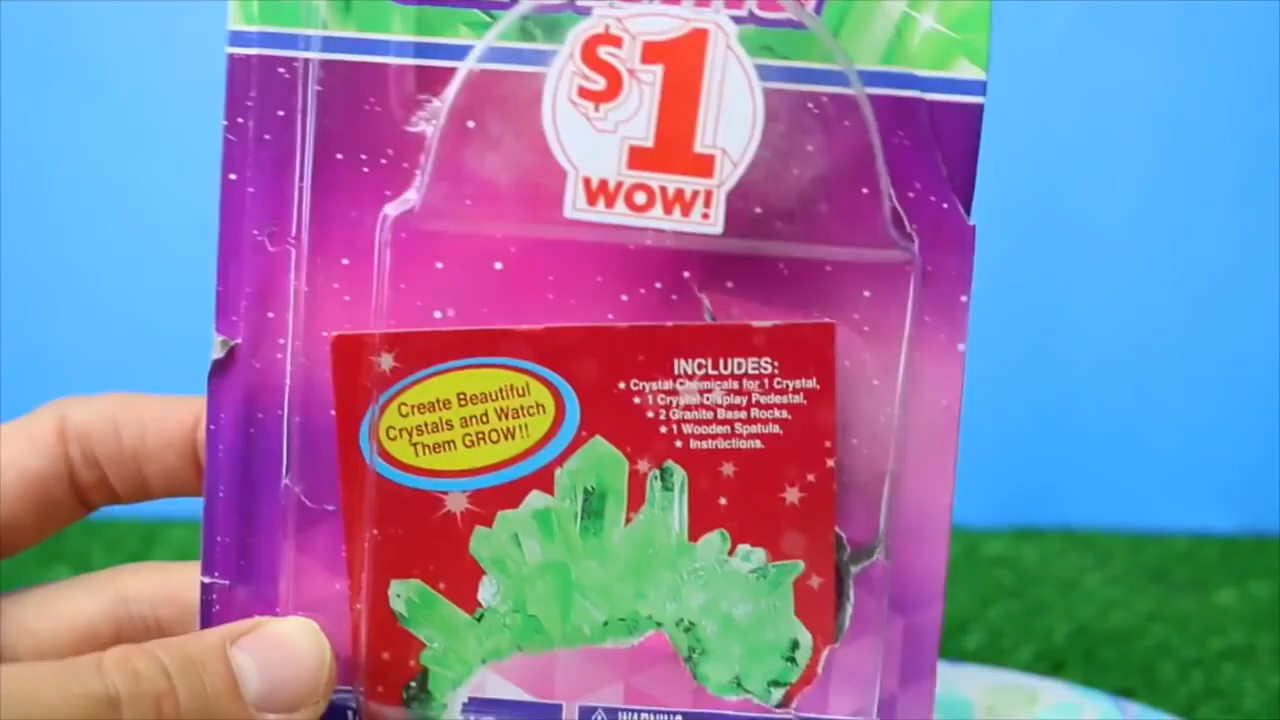 $1
WOW!
Create Beautiful
Crystals and Watch
Them GROW!!
INCLUDES:
★ Crystal Chemicals for 1 Crystal,
★ 1 Crystal Display Pedestal,
★ 2 Granite Base Rocks,
★ 1 Wooden Spatula,
★ Instructions.
WARNING